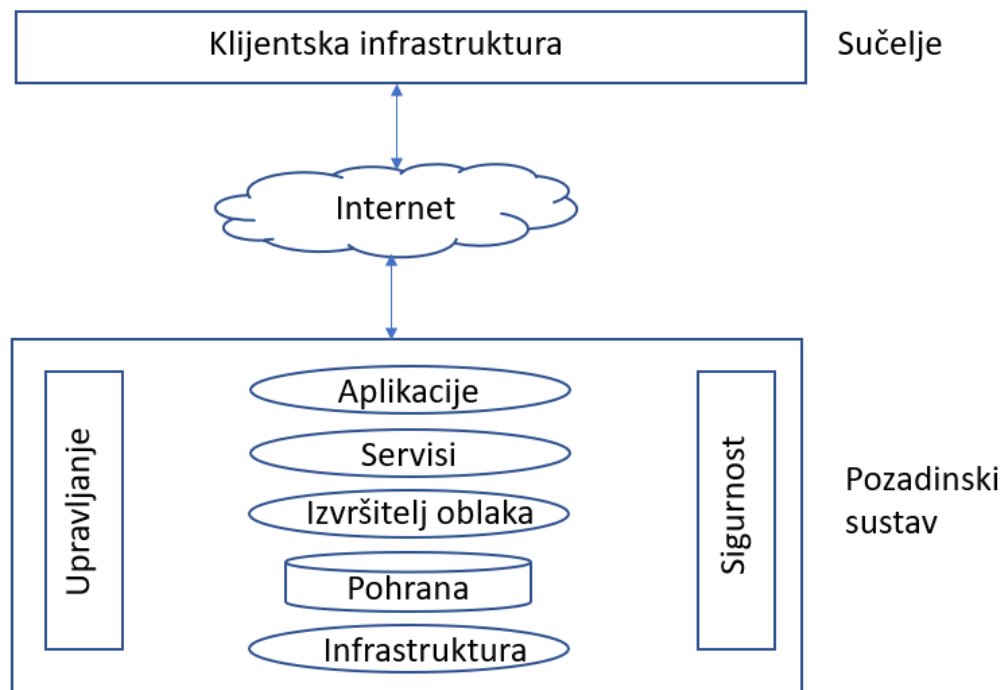 Klijentska infrastruktura
Sučelje
Internet
Upravljanje
Aplikacije
Servisi
Izvršitelj oblaka
Pohrana
Infrastruktura
Sigurnost
Pozadinski
sustav